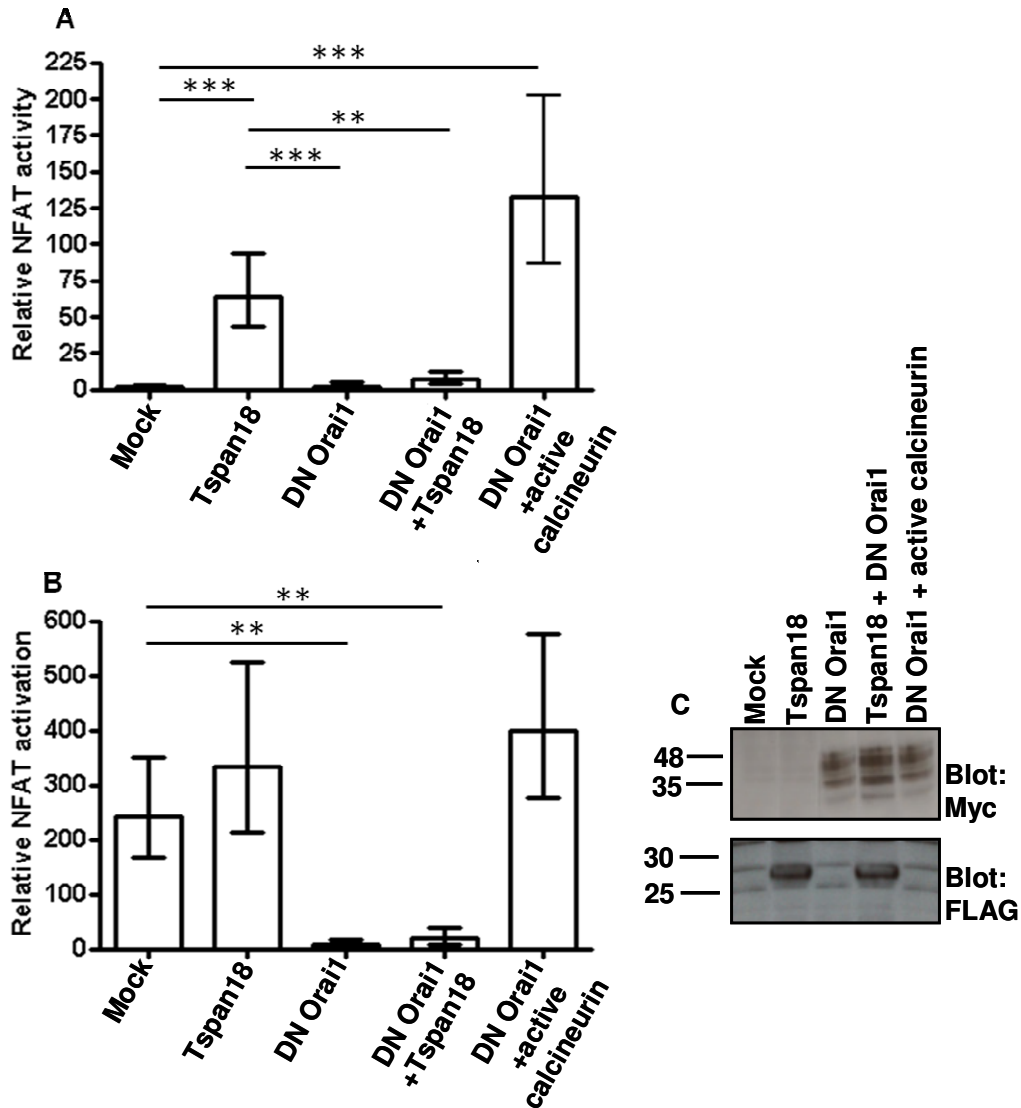 A
Relative NFAT activity
225
200
175
150
125
100
75
50
25
0
***
***
**
***
Mock
Tspan18
DN Orai1
DN Orai1
+Tspan18
DN Orai1
+active
calcineurin
B
Relative NFAT activation
600
500
400
300
200
100
0
**
**
Mock
Tspan18
DN Orai1
DN Orai1
+Tspan18
DN Orai1
+active
calcineurin
C
Mock
Tspan18
DN Orai1
Tspan18 + DN Orai1
DN Orai1 + active calcineurin
48
35
Blot:
Myc
30
25
Blot:
FLAG